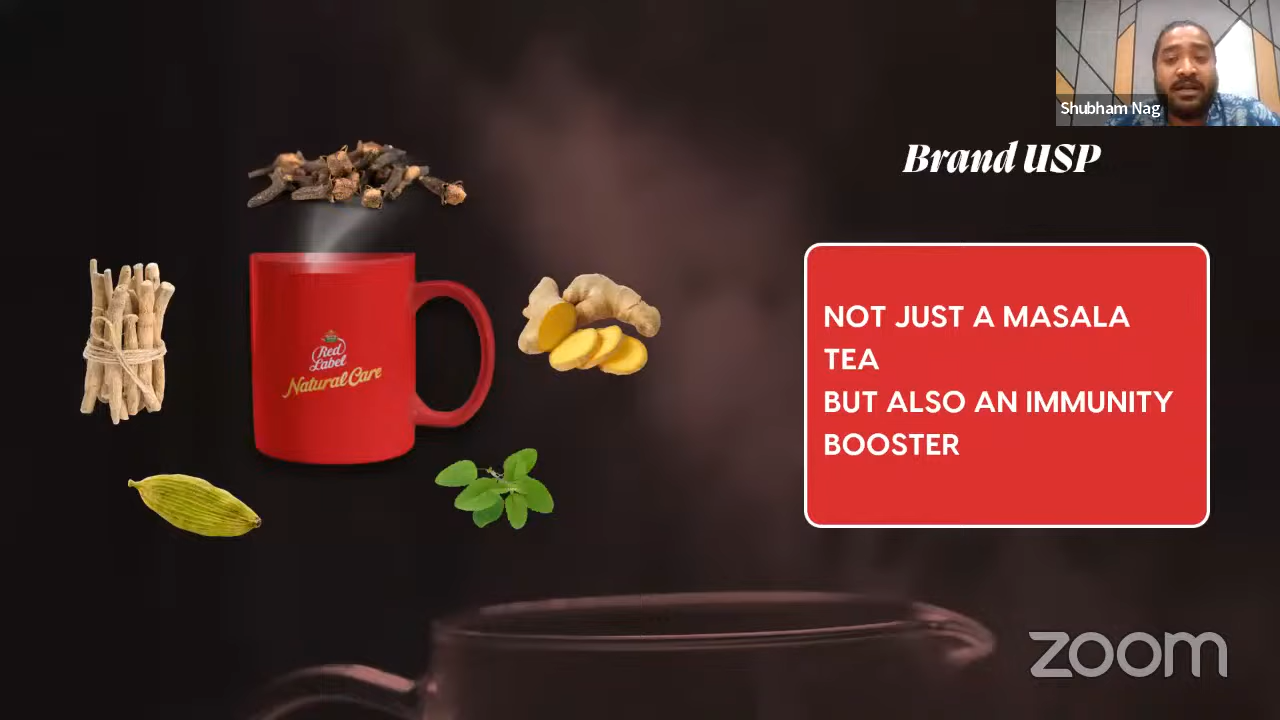 Shubham Nag
Brand USP
NOT JUST A MASALA
TEA
BUT ALSO AN IMMUNITY
BOOSTER
Red
Label
Natural Care
zoom